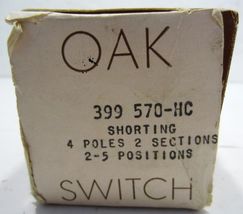 OAK
399 570-HC
SHORTING
4 POLES 2 SECTIONS
2-5 POSITIONS
SWITCH